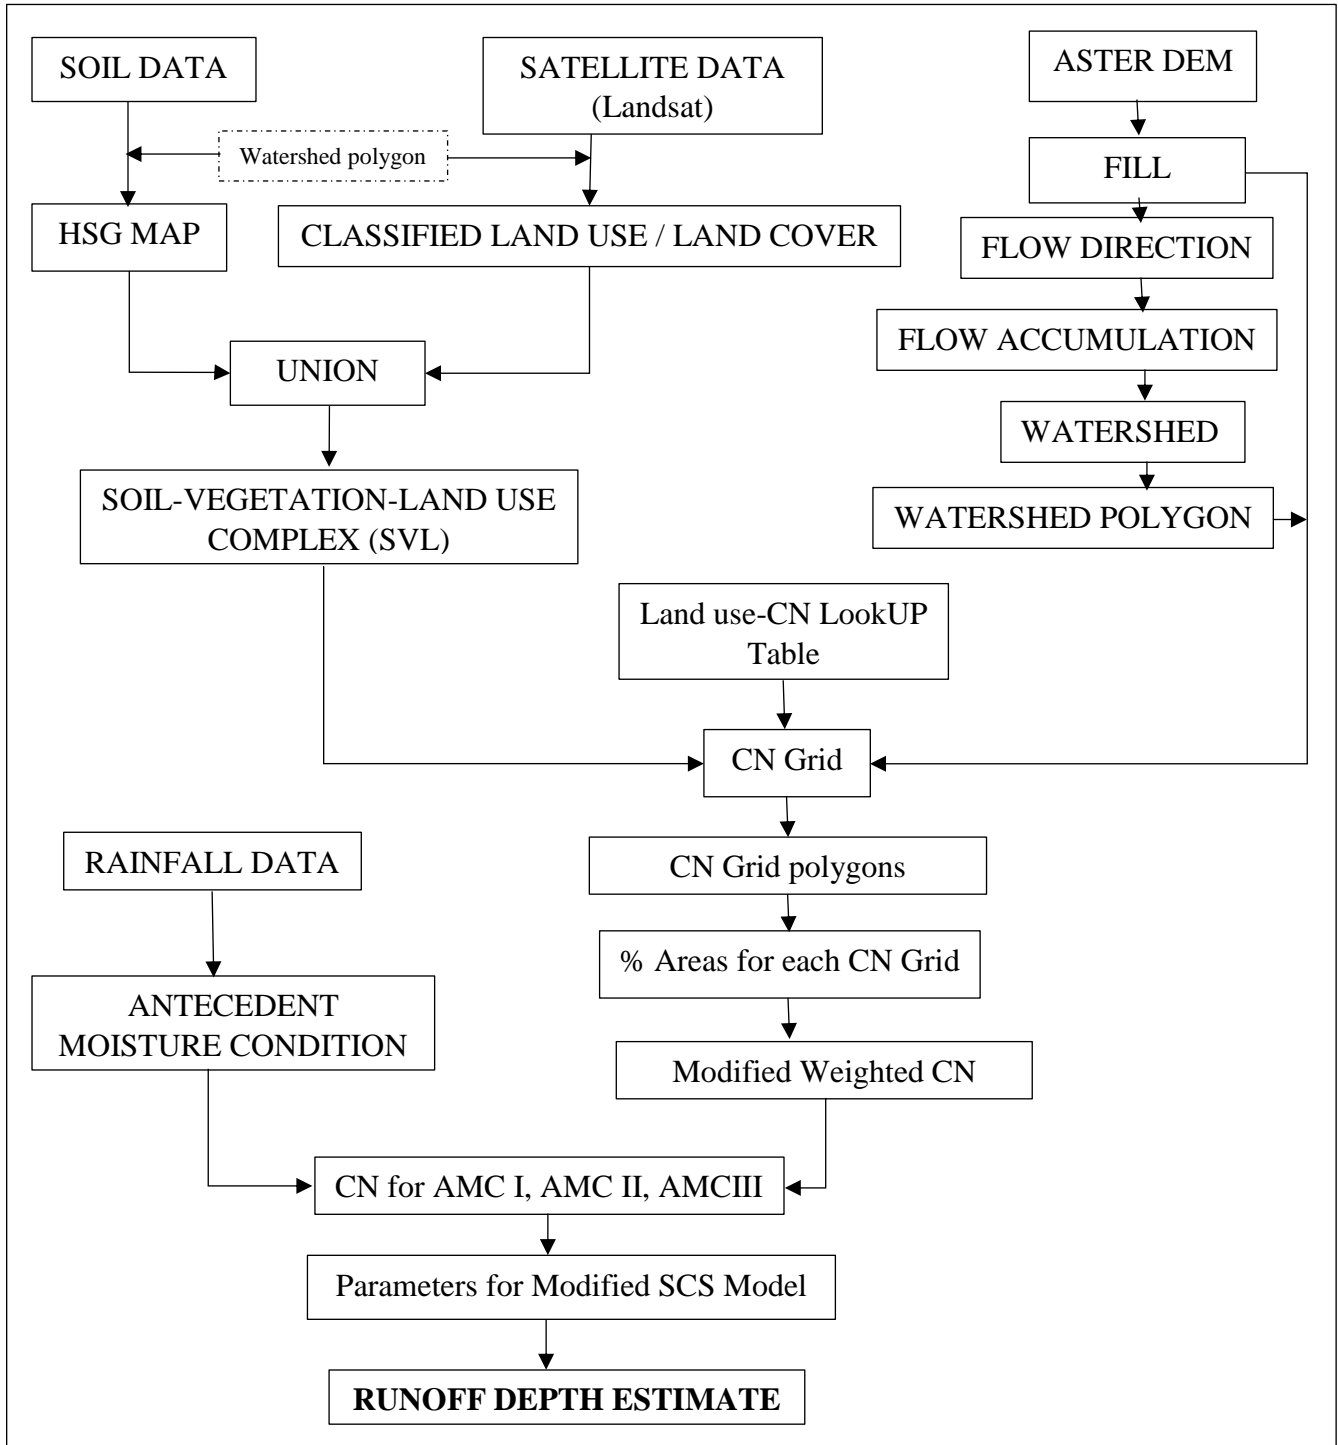 SOIL DATA
SATELLITE DATA
(Landsat)
ASTER DEM
Watershed polygon
FILL
HSG MAP
CLASSIFIED LAND USE / LAND COVER
FLOW DIRECTION
FLOW ACCUMULATION
UNION
WATERSHED
SOIL-VEGETATION-LAND USE
COMPLEX (SVL)
WATERSHED POLYGON
Land use-CN LookUP
Table
CN Grid
RAINFALL DATA
CN Grid polygons
% Areas for each CN Grid
ANTECEDENT
MOISTURE CONDITION
Modified Weighted CN
CN for AMC I, AMC II, AMCIII
Parameters for Modified SCS Model
RUNOFF DEPTH ESTIMATE